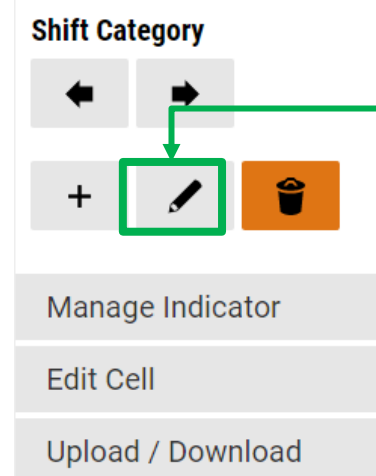 Shift Category
+
Manage Indicator
Edit Cell
Upload / Download